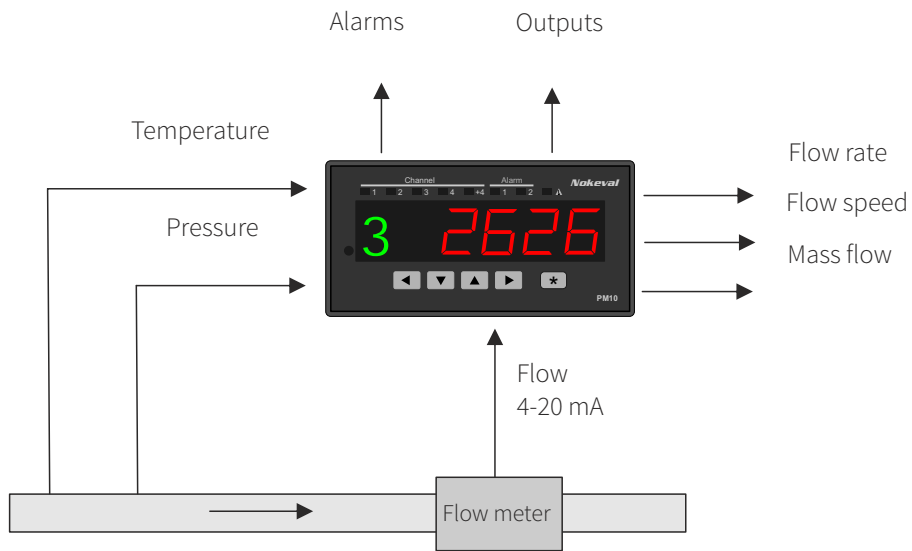 Alarms Outputs
Temperature
Flow rate
Channel Alarm Nokeval
1 2 3 4 +4 1 2 A
Flow speed
Pressure
3 2626
Mass flow
*
PM10
Flow
4-20 mA
Flow meter